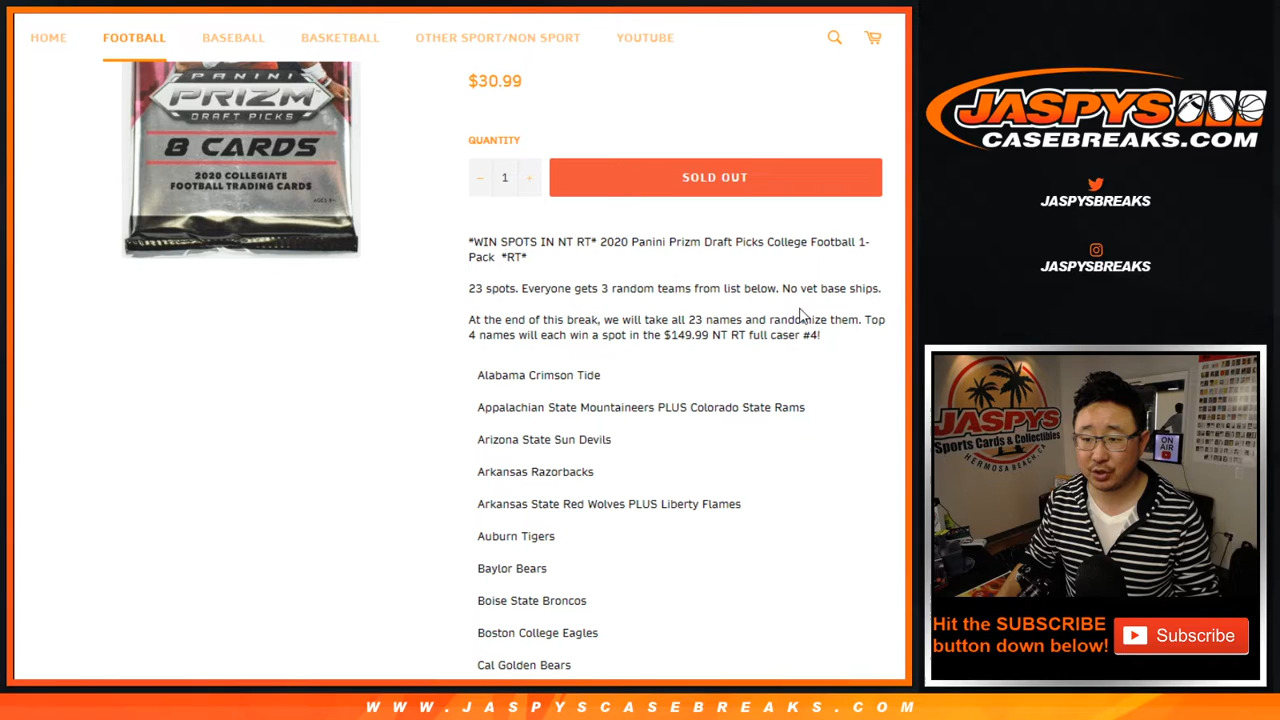 HOME FOOTBALL BASEBALL BASKETBALL OTHER SPORT/NON SPORT YOUTUBE
PANINI
PRIZM
DRAFT PICKS
8 CARDS
2020 COLLEGIATE
FOOTBALL TRADING CARDS
$30.99
QUANTITY
− 1 + SOLD OUT
*WIN SPOTS IN NT RT* 2020 Panini Prizm Draft Picks College Football 1-
Pack *RT*
23 spots. Everyone gets 3 random teams from list below. No vet base ships.
At the end of this break, we will take all 23 names and randomize them. Top
4 names will each win a spot in the $149.99 NT RT full caser #4!
Alabama Crimson Tide
Appalachian State Mountaineers PLUS Colorado State Rams
Arizona State Sun Devils
Arkansas Razorbacks
Arkansas State Red Wolves PLUS Liberty Flames
Auburn Tigers
Baylor Bears
Boise State Broncos
Boston College Eagles
Cal Golden Bears
JASPYS
CASEBREAKS.COM
JASPYSBREAKS
JASPYSBREAKS
JASPYS
Sports Cards & Collectibles
HERMOSA BEACH, CA
ON
AIR
Hit the SUBSCRIBE
button down below!
Subscribe
WWW.JASPYSCASEBREAKS.COM